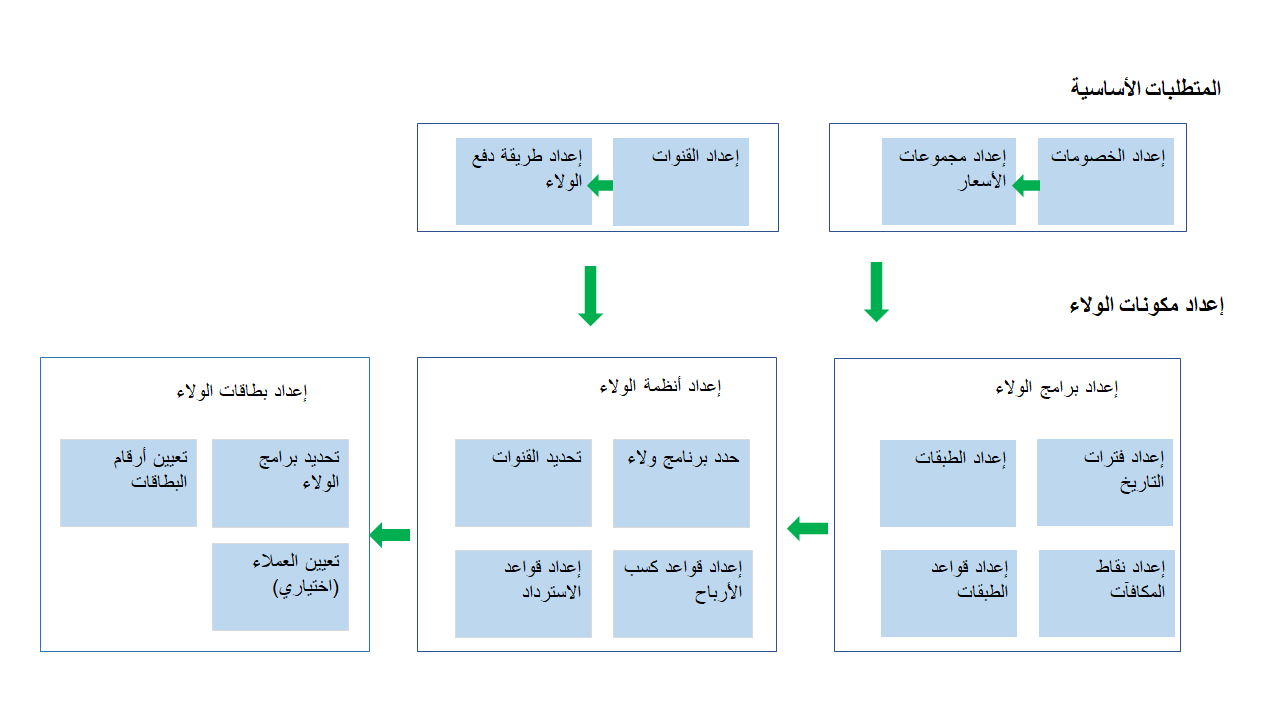 المتطلبات الأساسية
إعداد الخصومات
إعداد مجموعات
الأسعار
إعداد القنوات
إعداد طريقة دفع
الولاء
إعداد مكونات الولاء
إعداد برامج الولاء
إعداد فترات
التاريخ
إعداد الطبقات
إعداد نقاط
المكافآت
إعداد قواعد
الطبقات
إعداد أنظمة الولاء
حدد برنامج ولاء
تحديد القنوات
إعداد قواعد كسب
الأرباح
إعداد قواعد
الاسترداد
إعداد بطاقات الولاء
تحديد برامج
الولاء
تعيين أرقام
البطاقات
تعيين العملاء
(اختياري)